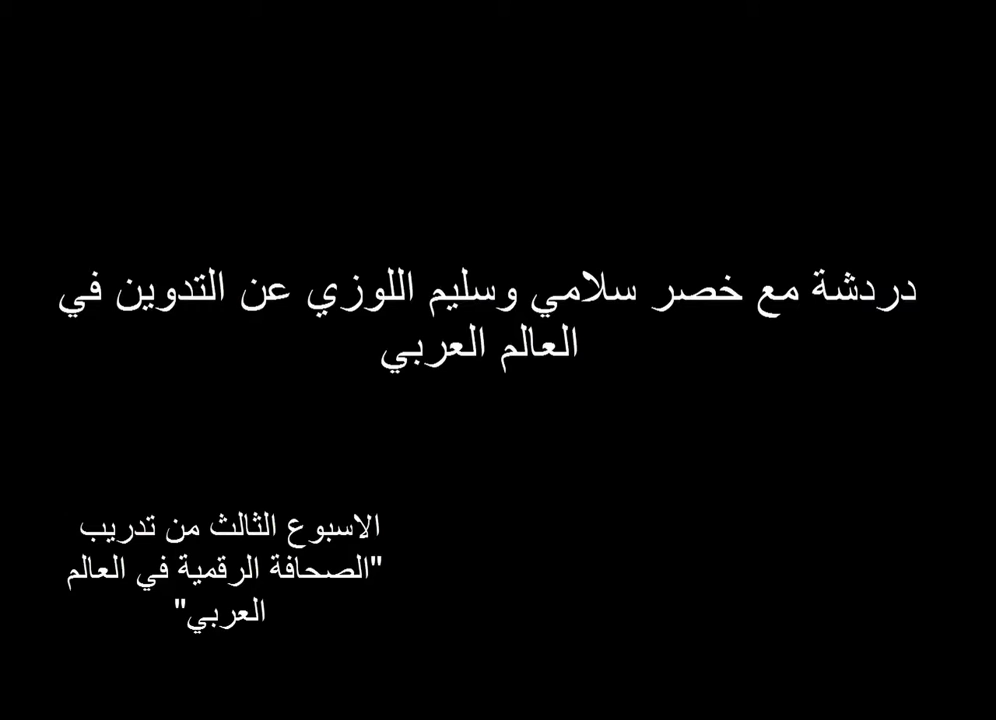 دردشة مع خصر سلامي وسليم اللوزي عن التدوين في
العالم العربي
الاسبوع الثالث من تدريب
"الصحافة الرقمية في العالم
العربي"